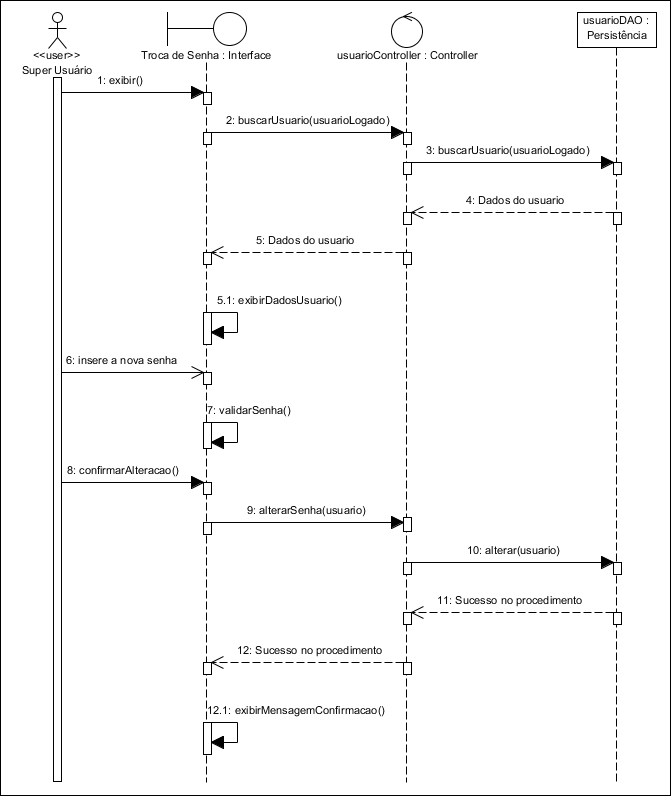 <<user>>
Super Usuário
Troca de Senha : Interface
usuarioController : Controller
usuarioDAO :
Persistência
1: exibir()
2: buscarUsuario(usuarioLogado)
3: buscarUsuario(usuarioLogado)
4: Dados do usuario
5: Dados do usuario
5.1: exibirDadosUsuario()
6: insere a nova senha
7: validarSenha()
8: confirmarAlteracao()
9: alterarSenha(usuario)
10: alterar(usuario)
11: Sucesso no procedimento
12: Sucesso no procedimento
12.1: exibirMensagemConfirmacao()